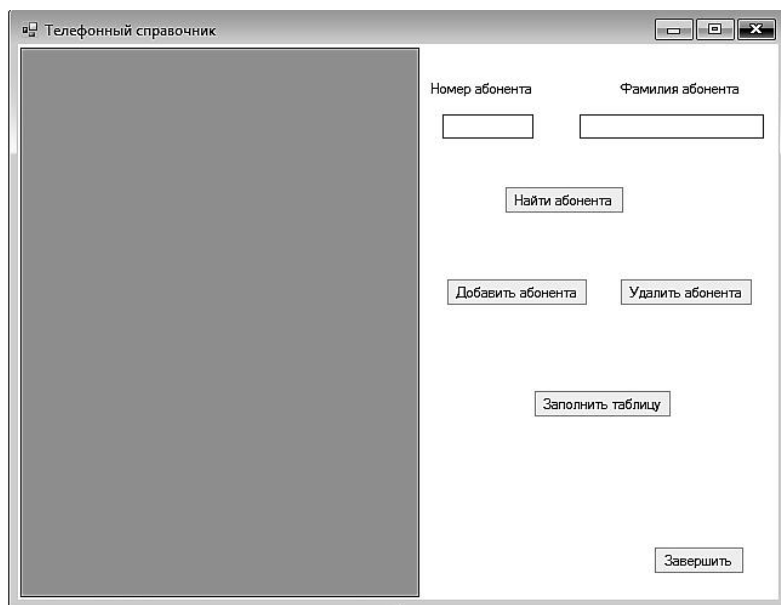 Телефонный справочник
Номер абонента Фамилия абонента
Найти абонента
Добавить абонента Удалить абонента
Заполнить таблицу
Завершить